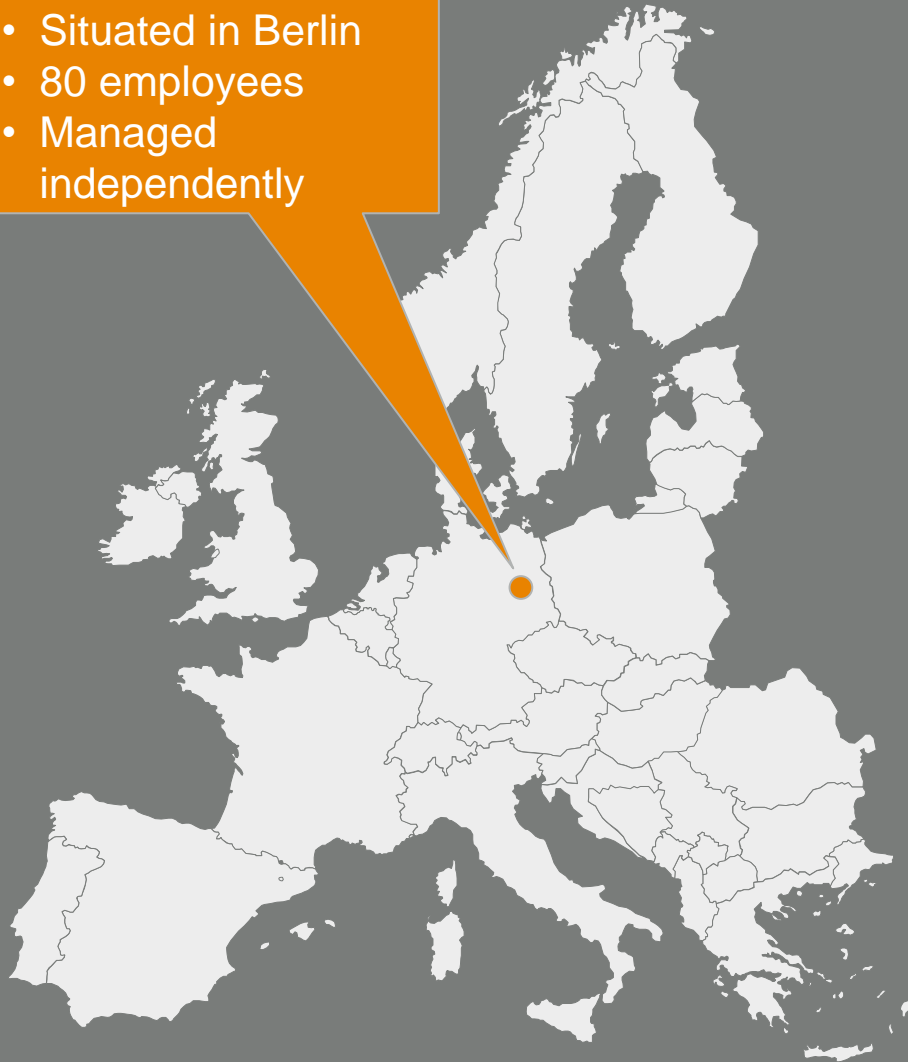 • Situated in Berlin
• 80 employees
• Managed
independently